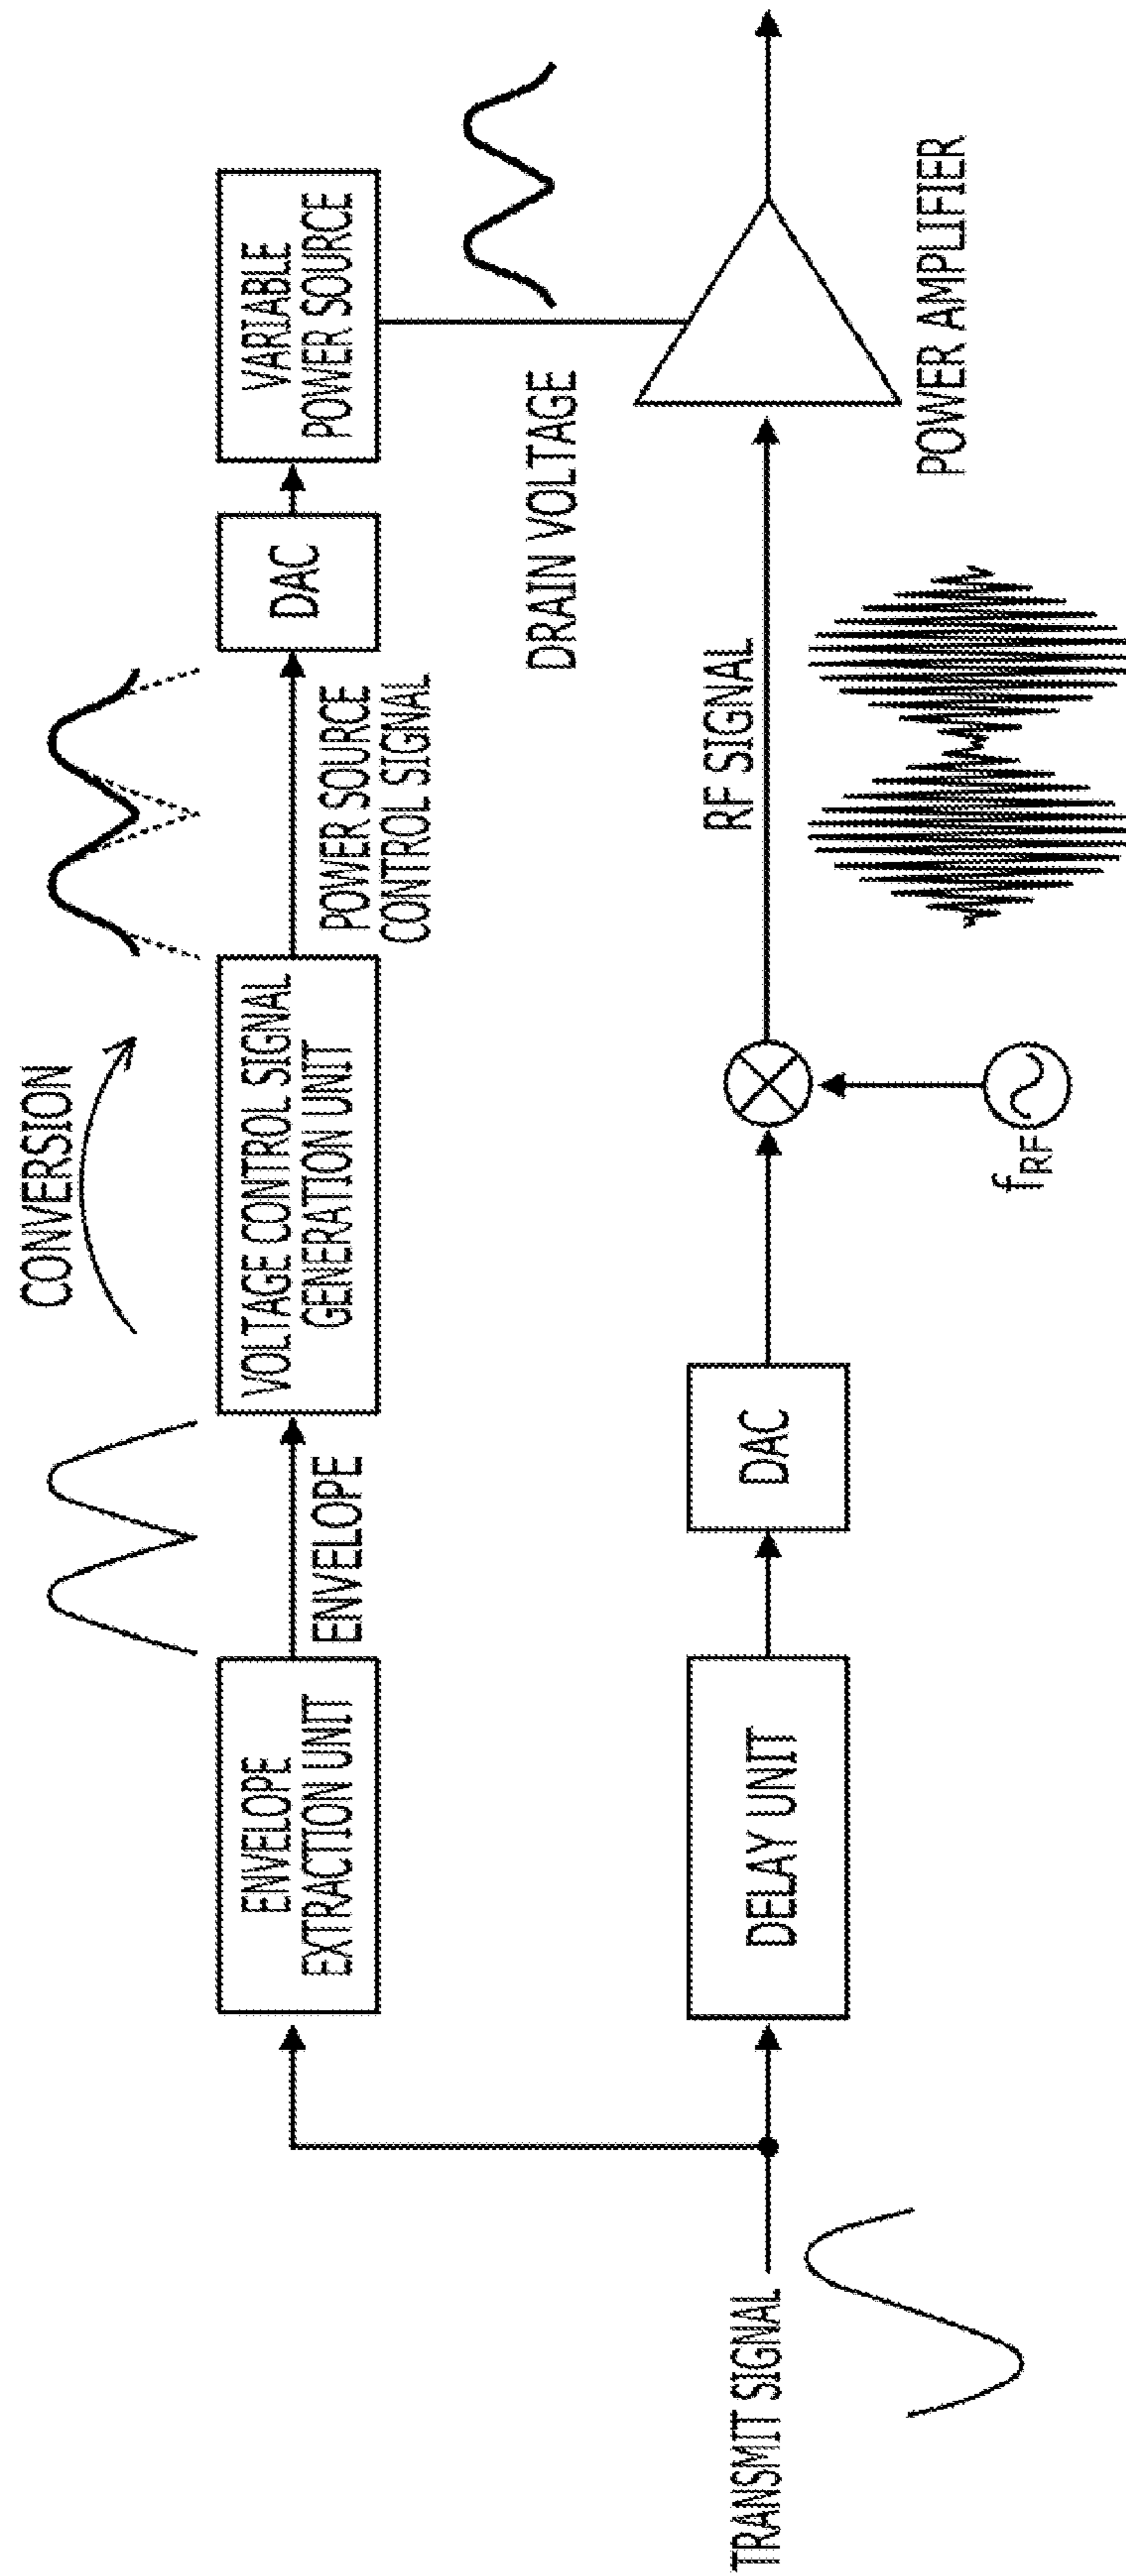 CONVERSION
ENVELOPE
EXTRACTION UNIT
ENVELOPE
VOLTAGE CONTROL SIGNAL
GENERATION UNIT
POWER SOURCE
CONTROL SIGNAL
DAC
VARIABLE
POWER SOURCE
DRAIN VOLTAGE
TRANSMIT SIGNAL
DELAY UNIT
DAC
fRF
RF SIGNAL
POWER AMPLIFIER